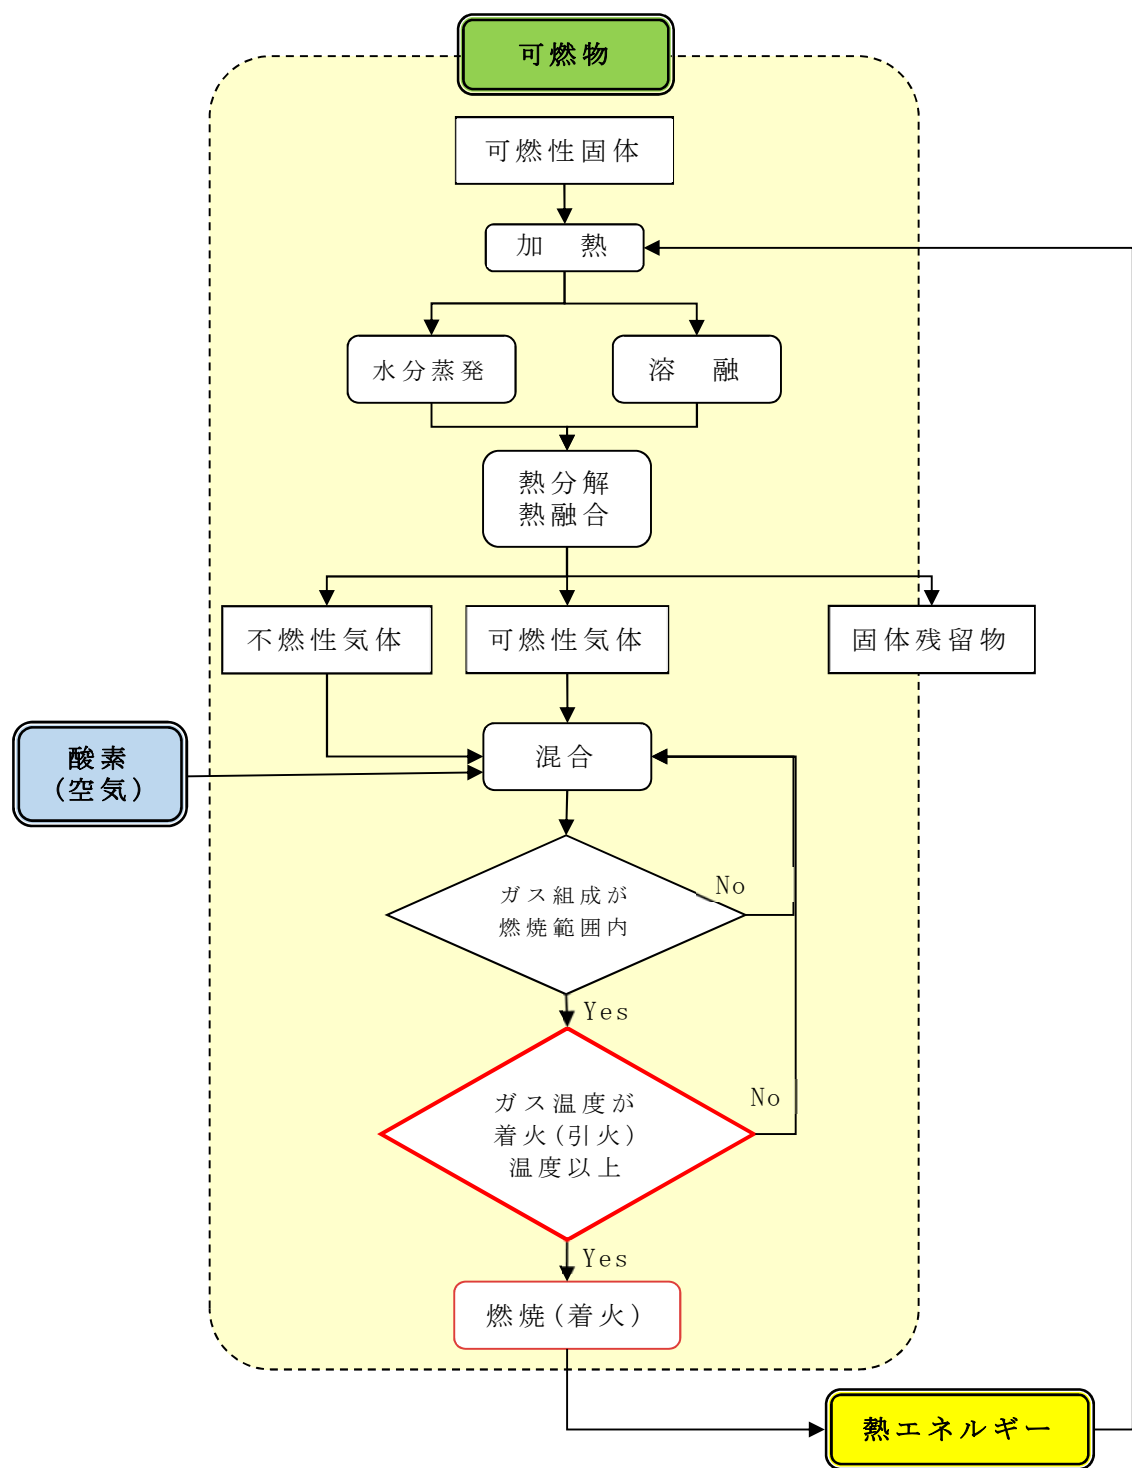 可燃物
可燃性固体
加　熱
水分蒸発
溶　融
熱分解
熱融合
不燃性気体
可燃性気体
固体残留物
酸素
(空気)
混合
ガス組成が
燃焼範囲内
No
Yes
ガス温度が
着火(引火)
温度以上
No
Yes
燃焼(着火)
熱エネルギー